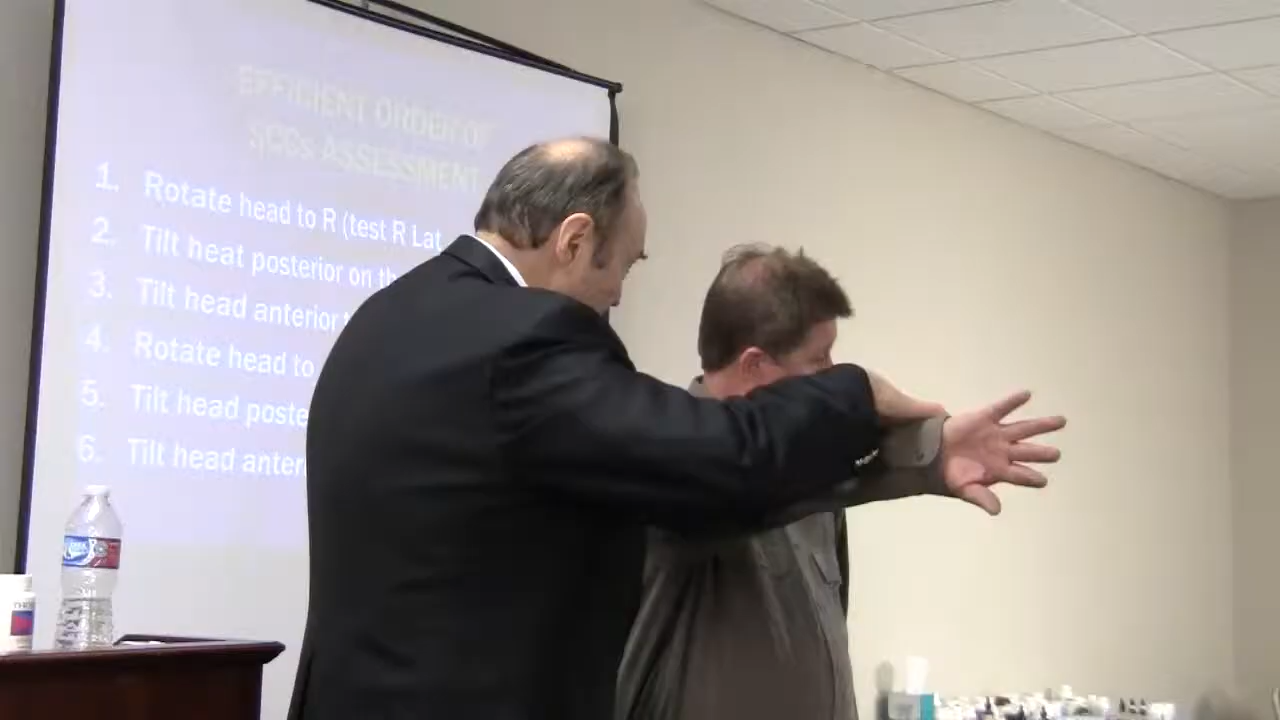 EFFICIENT ORDER OF
SCCs ASSESSMENT
1. Rotate head to R (test R Lat
2. Tilt heat posterior on th
3. Tilt head anterior
4. Rotate head to
5. Tilt head poste
6. Tilt head anter